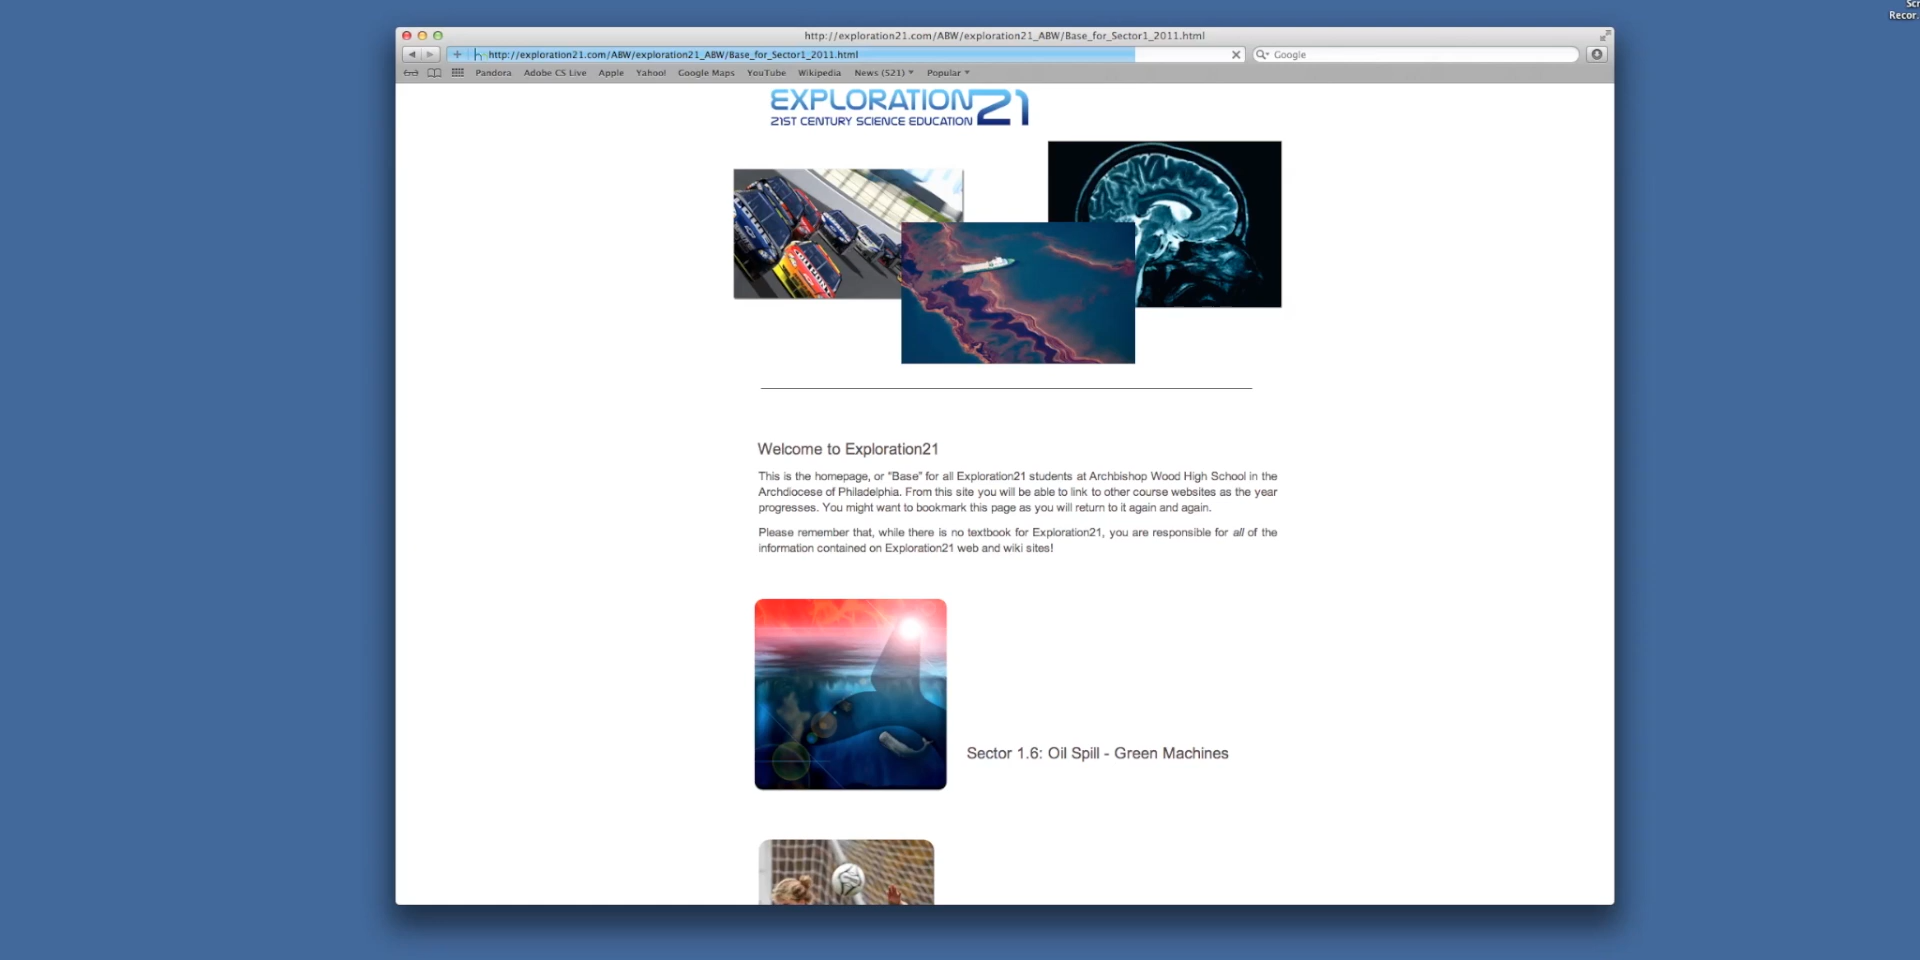 Scr
Recor.
http://exploration21.com/ABW/exploration21_ABW/Base_for_Sector1_2011.html
http://exploration21.com/ABW/exploration21_ABW/Base_for_Sector1_2011.html
Google
Pandora Adobe CS Live Apple Yahoo! Google Maps YouTube Wikipedia News (521) Popular
EXPLORATION 21
21ST CENTURY SCIENCE EDUCATION
Welcome to Exploration21
This is the homepage, or "Base" for all Exploration21 students at Archbishop Wood High School in the
Archdiocese of Philadelphia. From this site you will be able to link to other course websites as the year
progresses. You might want to bookmark this page as you will return to it again and again.
Please remember that, while there is no textbook for Exploration21, you are responsible for all of the
information contained on Exploration21 web and wiki sites!
Sector 1.6: Oil Spill - Green Machines